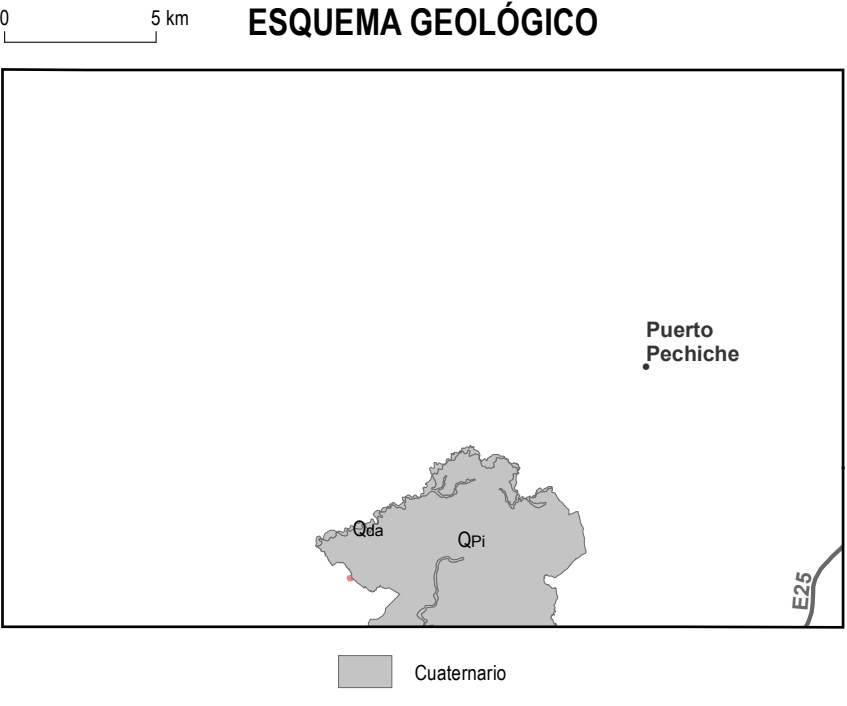 0 5 km
ESQUEMA GEOLÓGICO
Puerto
Pechiche
Qda
QPi
E25
Cuaternario